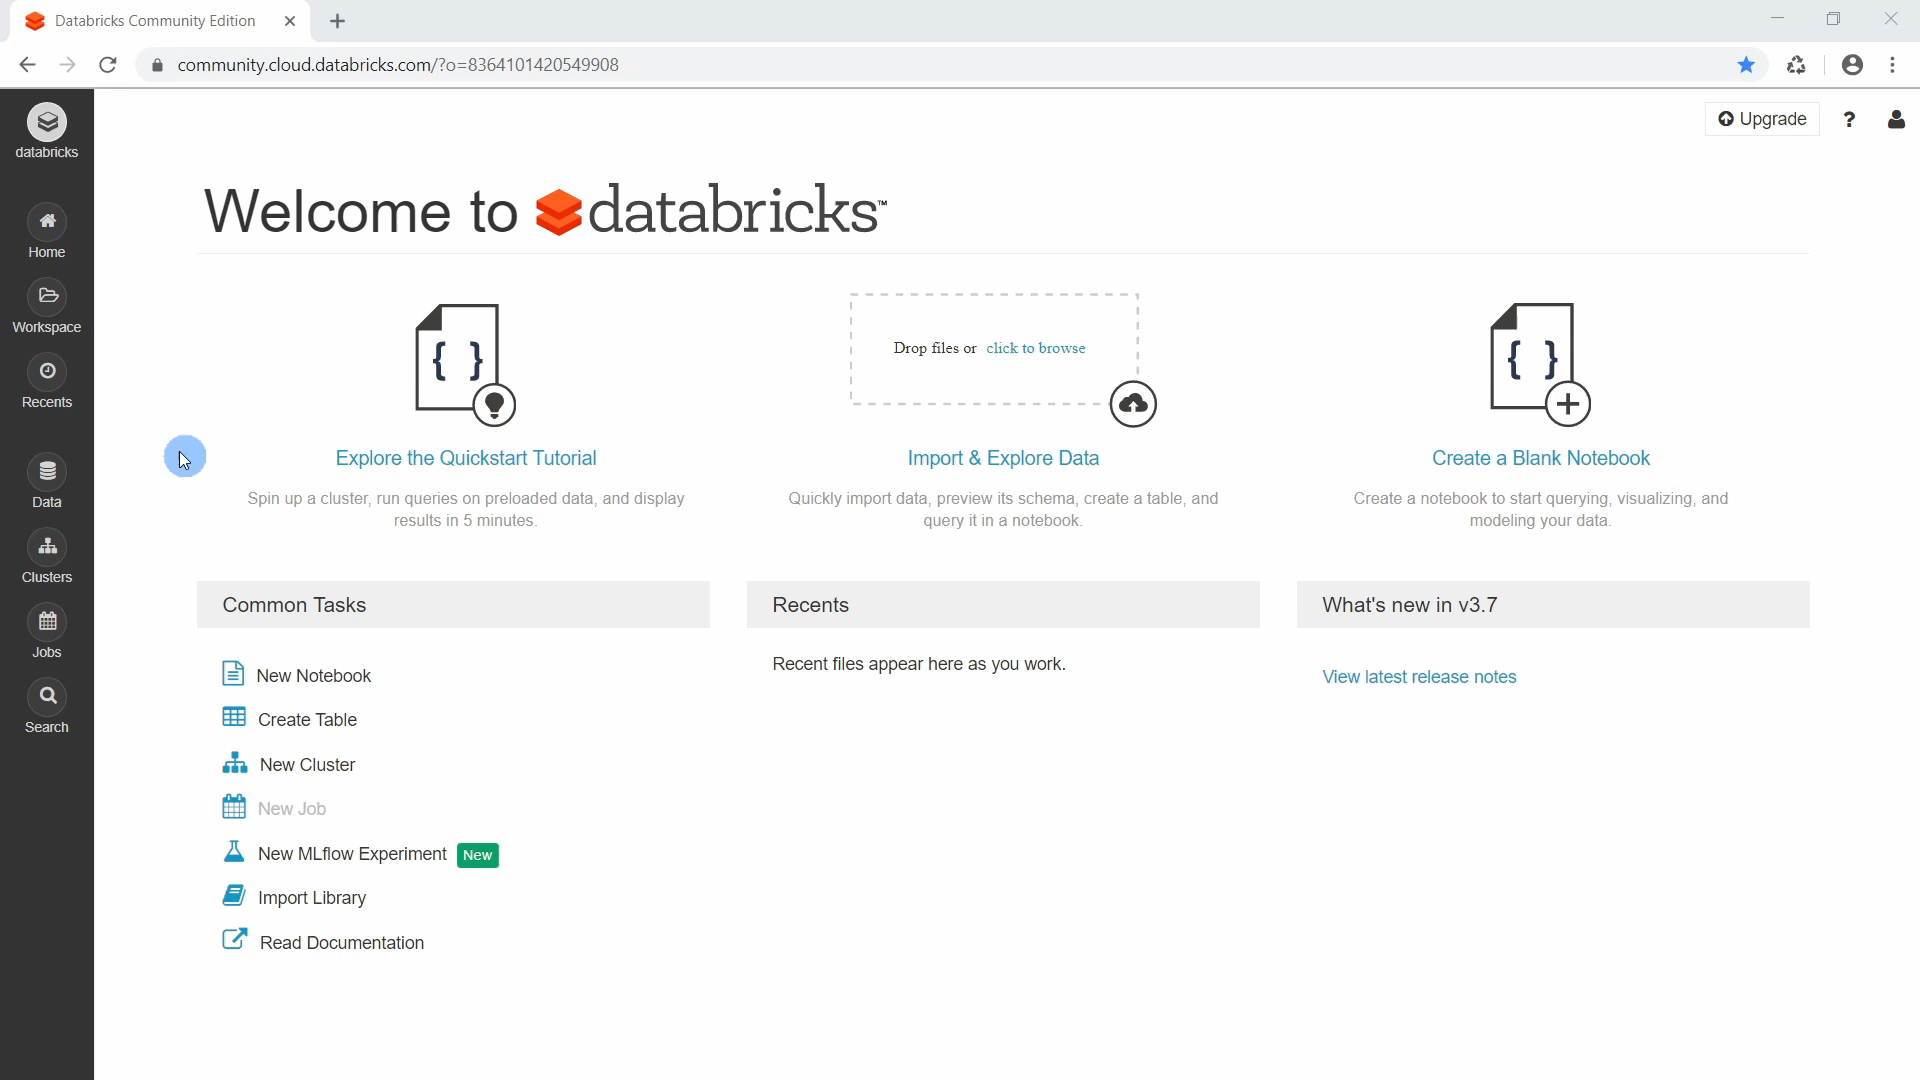 Databricks Community Edition
community.cloud.databricks.com/?o=8364101420549908
databricks
Upgrade ?
Home
Workspace
Recents
Data
Clusters
Jobs
Search
Welcome to databricks™
{ }
Drop files or click to browse
{ }
Explore the Quickstart Tutorial
Spin up a cluster, run queries on preloaded data, and display
results in 5 minutes.
Import & Explore Data
Quickly import data, preview its schema, create a table, and
query it in a notebook.
Create a Blank Notebook
Create a notebook to start querying, visualizing, and
modeling your data.
Common Tasks
New Notebook
Create Table
New Cluster
New Job
New MLflow Experiment New
Import Library
Read Documentation
Recents
Recent files appear here as you work.
What's new in v3.7
View latest release notes